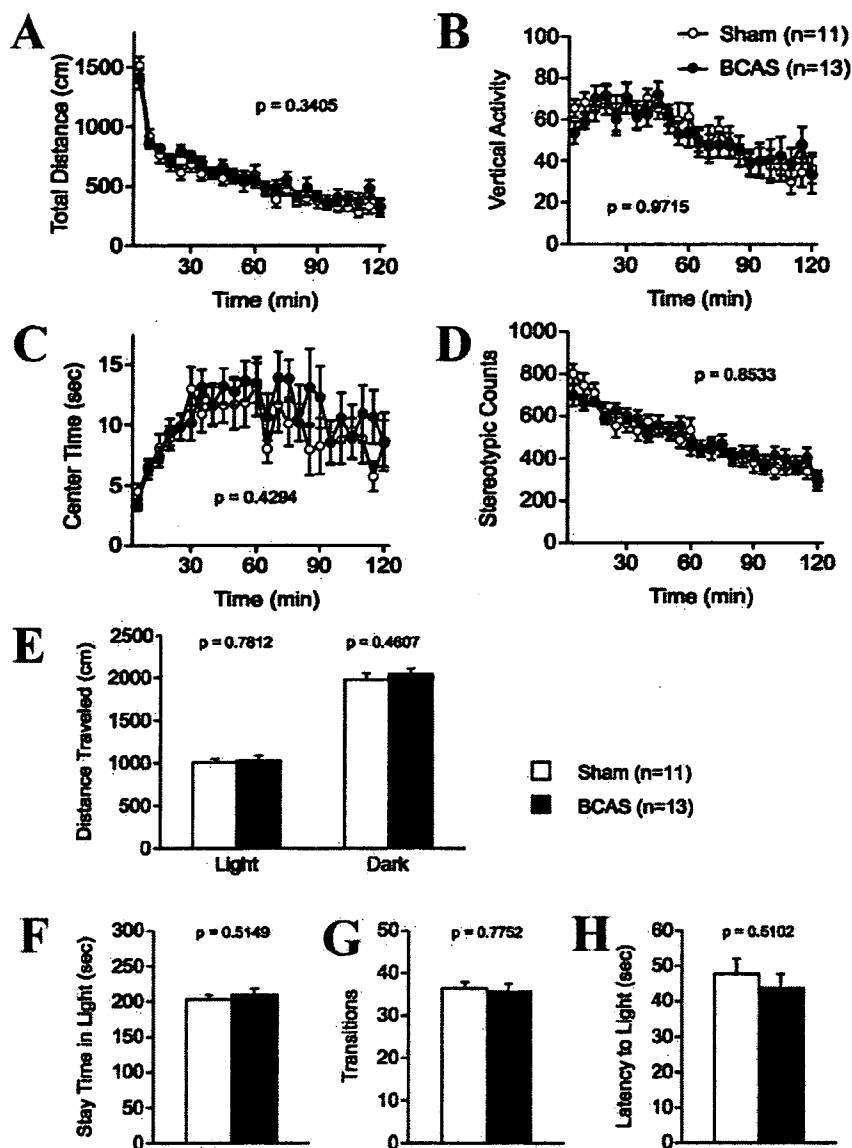 A
Total Distance (cm)
1500
1000
500
0
p = 0.3405
30 60 90 120
Time (min)
B
Sham (n=11)
BCAS (n=13)
Vertical Activity
100
80
60
40
20
0
p = 0.9715
30 60 90 120
Time (min)
C
Center Time (sec)
15
10
5
0
p = 0.4294
30 60 90 120
Time (min)
D
Stereotypic Counts
1000
800
600
400
200
p = 0.8533
30 60 90 120
Time (min)
E
Distance Traveled (cm)
2500
2000
1500
1000
500
0
p = 0.7812
p = 0.4607
Light Dark
Sham (n=11)
BCAS (n=13)
F
Stay Time in Light (sec)
300
250
200
150
100
50
0
p = 0.5149
G
Transitions
50
40
30
20
10
0
p = 0.7752
H
Latency to Light (sec)
60
50
40
30
20
10
0
p = 0.5102